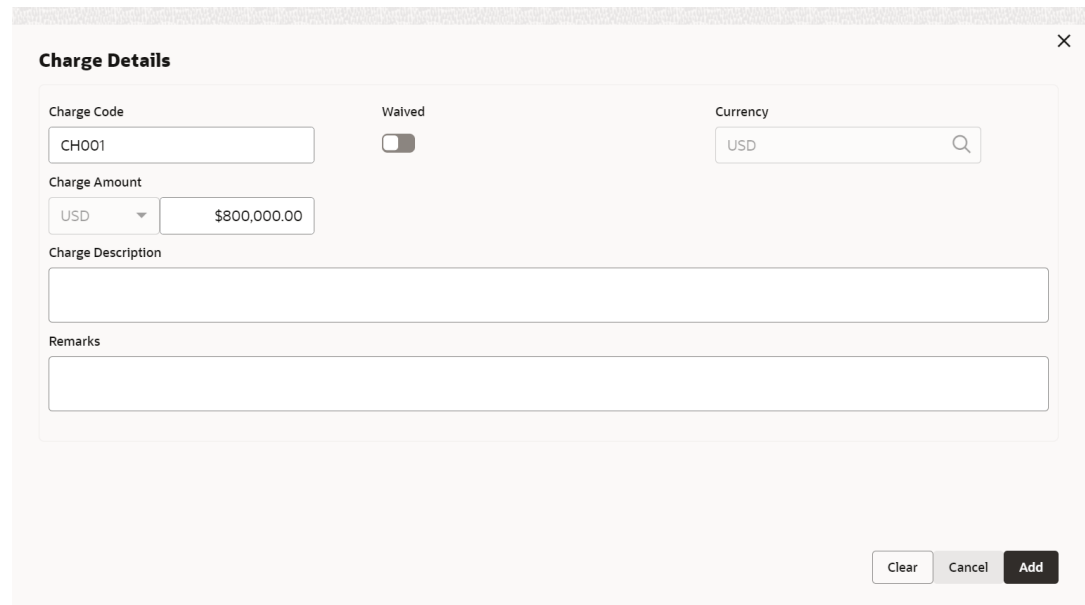 Charge Details
Charge Code Waived Currency
CH001 USD
Charge Amount
USD $800,000.00
Charge Description
Remarks
Clear Cancel Add